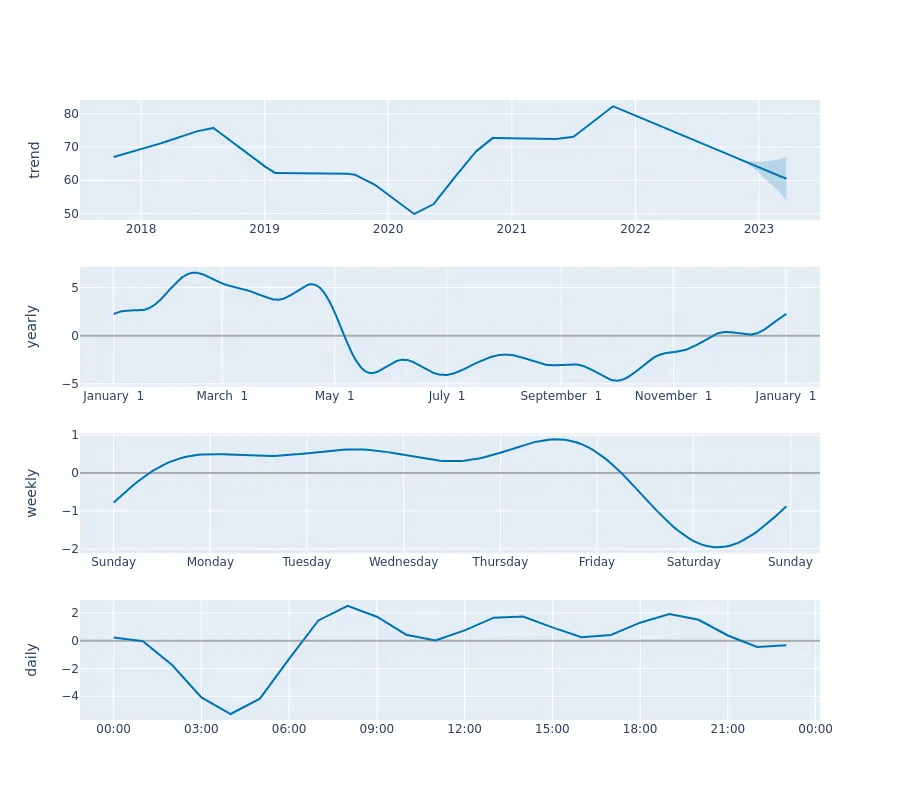 trend
80
70
60
50
2018 2019 2020 2021 2022 2023
yearly
5
0
−5
January 1 March 1 May 1 July 1 September 1 November 1 January 1
weekly
1
0
−1
−2
Sunday Monday Tuesday Wednesday Thursday Friday Saturday Sunday
daily
2
0
−2
−4
00:00 03:00 06:00 09:00 12:00 15:00 18:00 21:00 00:00